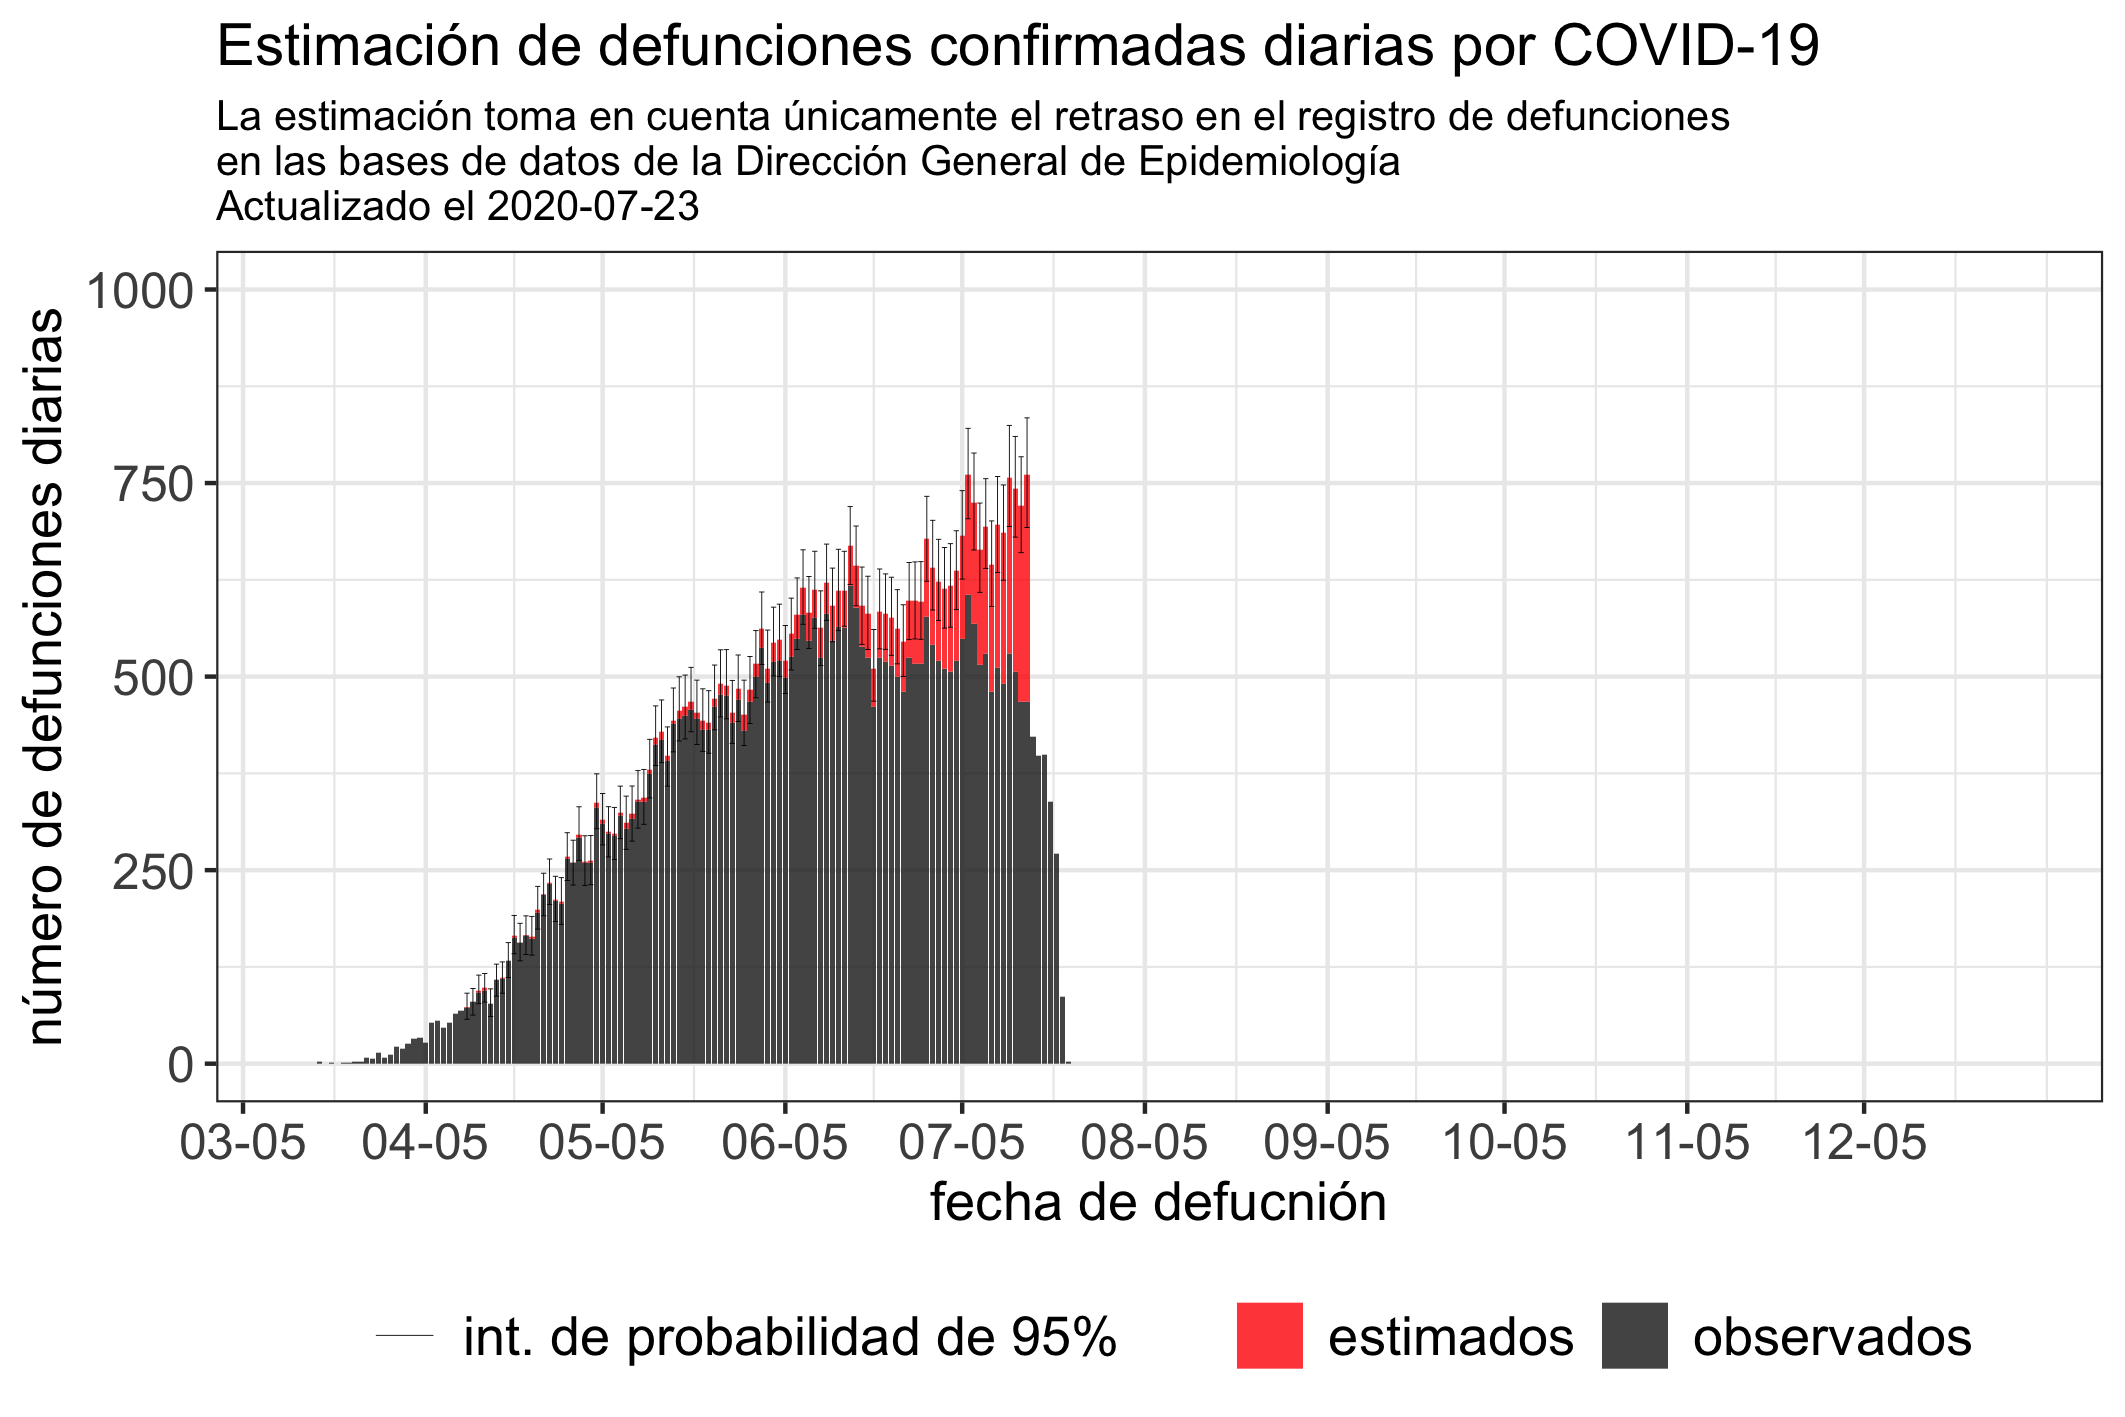 Estimación de defunciones confirmadas diarias por COVID-19
La estimación toma en cuenta únicamente el retraso en el registro de defunciones
en las bases de datos de la Dirección General de Epidemiología
Actualizado el 2020-07-23
número de defunciones diarias
1000
750
500
250
0
03-05 04-05 05-05 06-05 07-05 08-05 09-05 10-05 11-05 12-05
fecha de defucnión
int. de probabilidad de 95% estimados observados